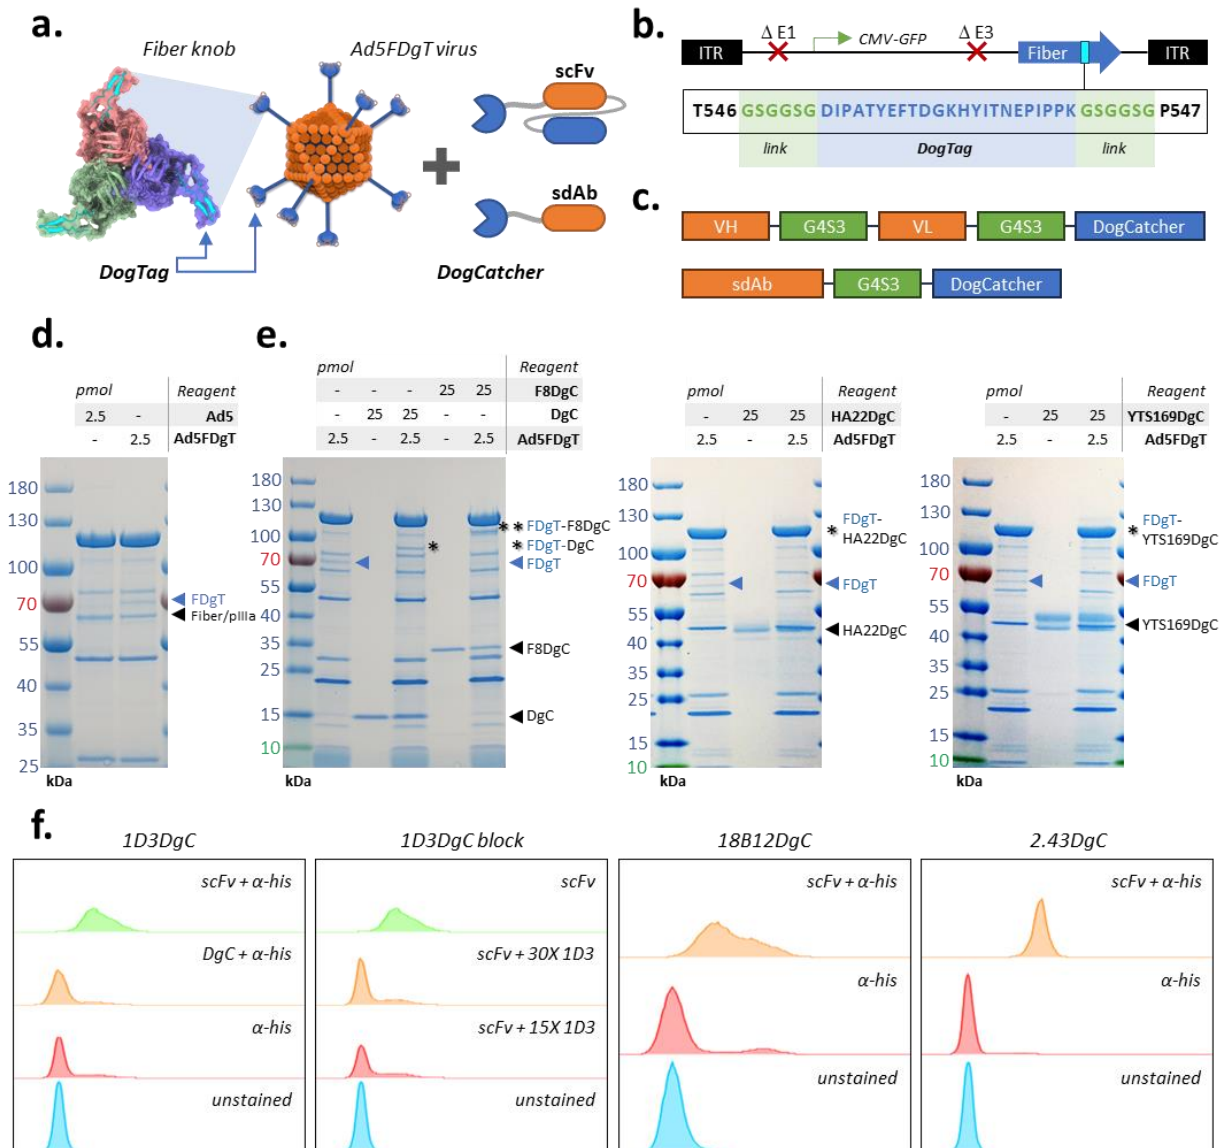 a.
Fiber knob
Ad5FDgT virus
scFv
sdAb
DogTag
DogCatcher
b.
Δ E1
CMV-GFP
Δ E3
ITR
Fiber
ITR
T546 GSGGSG DIPATYEFTDGKHYITNEPIPPK GSGGSG P547
link
DogTag
link
c.
VH G4S3 VL G4S3 DogCatcher
sdAb G4S3 DogCatcher
d.
pmol Reagent
2.5 - Ad5
- 2.5 Ad5FDgT
180
130
100
70
55
40
35
25
kDa
FDgT
Fiber/pIIIa
e.
pmol Reagent
- - - 25 25 F8DgC
- 25 25 - - DgC
2.5 - 2.5 - 2.5 Ad5FDgT
180
130
100
70
55
40
35
25
15
10
kDa
*
* * FDgT-F8DgC
* FDgT-DgC
FDgT
F8DgC
DgC
pmol Reagent
- 25 25 HA22DgC
2.5 - 2.5 Ad5FDgT
180
130
100
70
55
40
35
25
15
10
kDa
* FDgT-
HA22DgC
FDgT
HA22DgC
pmol Reagent
- 25 25 YTS169DgC
2.5 - 2.5 Ad5FDgT
180
130
100
70
55
40
35
25
15
10
kDa
* FDgT-
YTS169DgC
FDgT
YTS169DgC
f.
1D3DgC
scFv + α-his
DgC + α-his
α-his
unstained
1D3DgC block
scFv
scFv + 30X 1D3
scFv + 15X 1D3
unstained
18B12DgC
scFv + α-his
α-his
unstained
2.43DgC
scFv + α-his
α-his
unstained